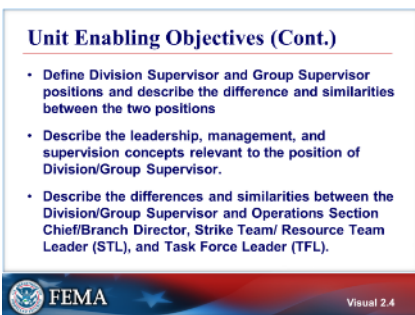 Unit Enabling Objectives (Cont.)
• Define Division Supervisor and Group Supervisor
positions and describe the difference and similarities
between the two positions
• Describe the leadership, management, and
supervision concepts relevant to the position of
Division/Group Supervisor.
• Describe the differences and similarities between the
Division/Group Supervisor and Operations Section
Chief/Branch Director, Strike Team/ Resource Team
Leader (STL), and Task Force Leader (TFL).
FEMA
Visual 2.4